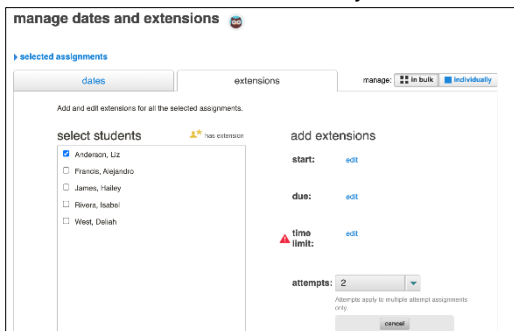 manage dates and extensions
selected assignments
dates
extensions
manage: in bulk individually
Add and edit extensions for all the selected assignments.
select students
has extension
Anderson, Liz
Francis, Alejandro
James, Hailey
Rivera, Isabel
West, Deliah
add extensions
start: edit
due: edit
time limit: edit
attempts: 2
Attempts apply to multiple attempt assignments
only.
cancel